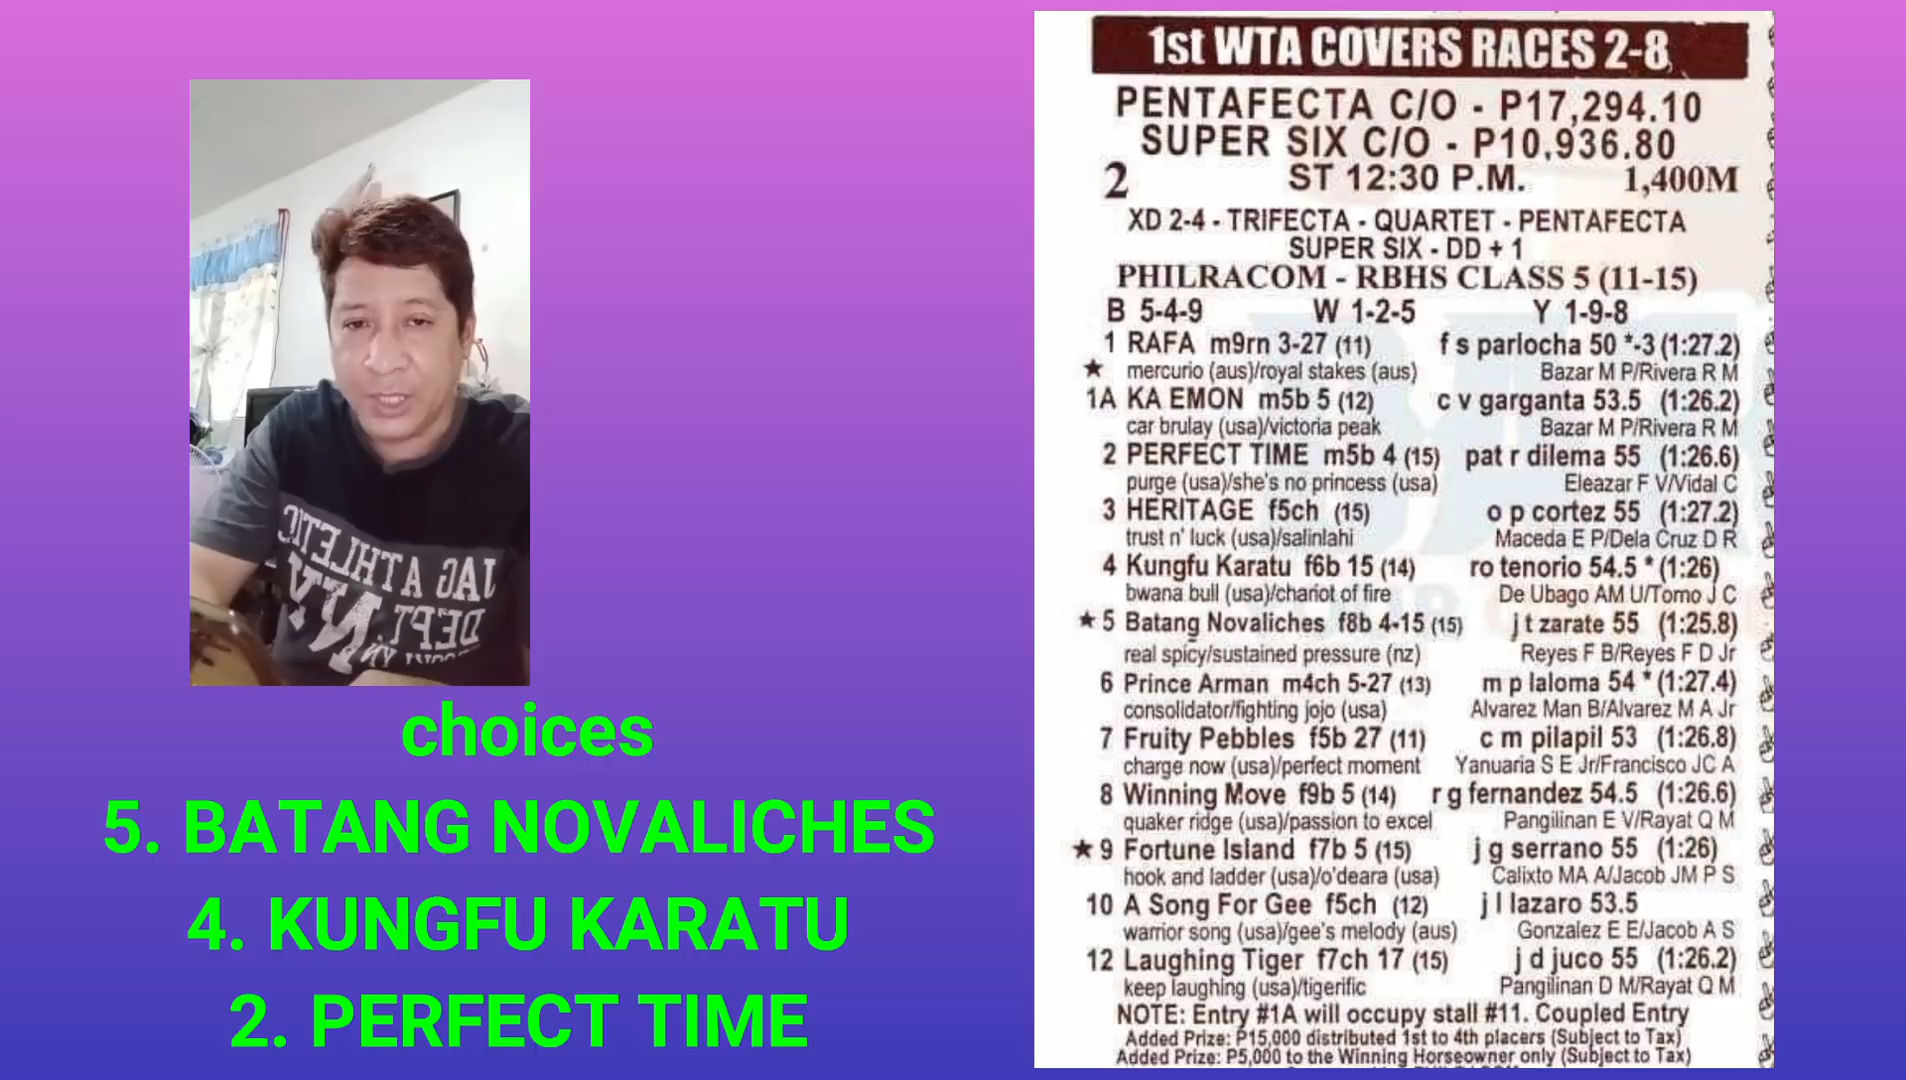 1st WTA COVERS RACES 2-8
PENTAFECTA C/O - P17,294.10
SUPER SIX C/O - P10,936.80
2 ST 12:30 P.M. 1,400M
XD 2-4 - TRIFECTA - QUARTET - PENTAFECTA
SUPER SIX - DD + 1
PHILRACOM - RBHS CLASS 5 (11-15)
B 5-4-9 W 1-2-5 Y 1-9-8
1 RAFA m9rn 3-27 (11) f s parlocha 50 *-3 (1:27.2)
★ mercurio (aus)/royal stakes (aus) Bazar M P/Rivera R M
1A KA EMON m5b 5 (12) c v garganta 53.5 (1:26.2)
car brulay (usa)/victoria peak Bazar M P/Rivera R M
2 PERFECT TIME m5b 4 (15) pat r dilema 55 (1:26.6)
purge (usa)/she's no princess (usa) Eleazar F V/Vidal C
3 HERITAGE f5ch (15) o p cortez 55 (1:27.2)
trust n' luck (usa)/salinlahi Maceda E P/Dela Cruz D R
4 Kungfu Karatu f6b 15 (14) ro tenorio 54.5 * (1:26)
bwana bull (usa)/chariot of fire De Ubago AM U/Tomo J C
★ 5 Batang Novaliches f8b 4-15 (15) j t zarate 55 (1:25.8)
real spicy/sustained pressure (nz) Reyes F B/Reyes F D Jr
6 Prince Arman m4ch 5-27 (13) m p laloma 54 * (1:27.4)
consolidator/fighting jojo (usa) Alvarez Man B/Alvarez M A Jr
7 Fruity Pebbles f5b 27 (11) c m pilapil 53 (1:26.8)
charge now (usa)/perfect moment Yanuaria S E Jr/Francisco JC A
8 Winning Move f9b 5 (14) r g fernandez 54.5 (1:26.6)
quaker ridge (usa)/passion to excel Pangilinan E V/Rayat Q M
★ 9 Fortune Island f7b 5 (15) j g serrano 55 (1:26)
hook and ladder (usa)/o'deara (usa) Calixto MA A/Jacob JM P S
10 A Song For Gee f5ch (12) j l lazaro 53.5
warrior song (usa)/gee's melody (aus) Gonzalez E E/Jacob A S
12 Laughing Tiger f7ch 17 (15) j d juco 55 (1:26.2)
keep laughing (usa)/tigerific Pangilinan D M/Rayat Q M
NOTE: Entry #1A will occupy stall #11. Coupled Entry
Added Prize: P15,000 distributed 1st to 4th placers (Subject to Tax)
Added Prize: P5,000 to the Winning Horseowner only (Subject to Tax)
JAG ATHLETIC
DEPT.
NY
choices
5. BATANG NOVALICHES
4. KUNGFU KARATU
2. PERFECT TIME